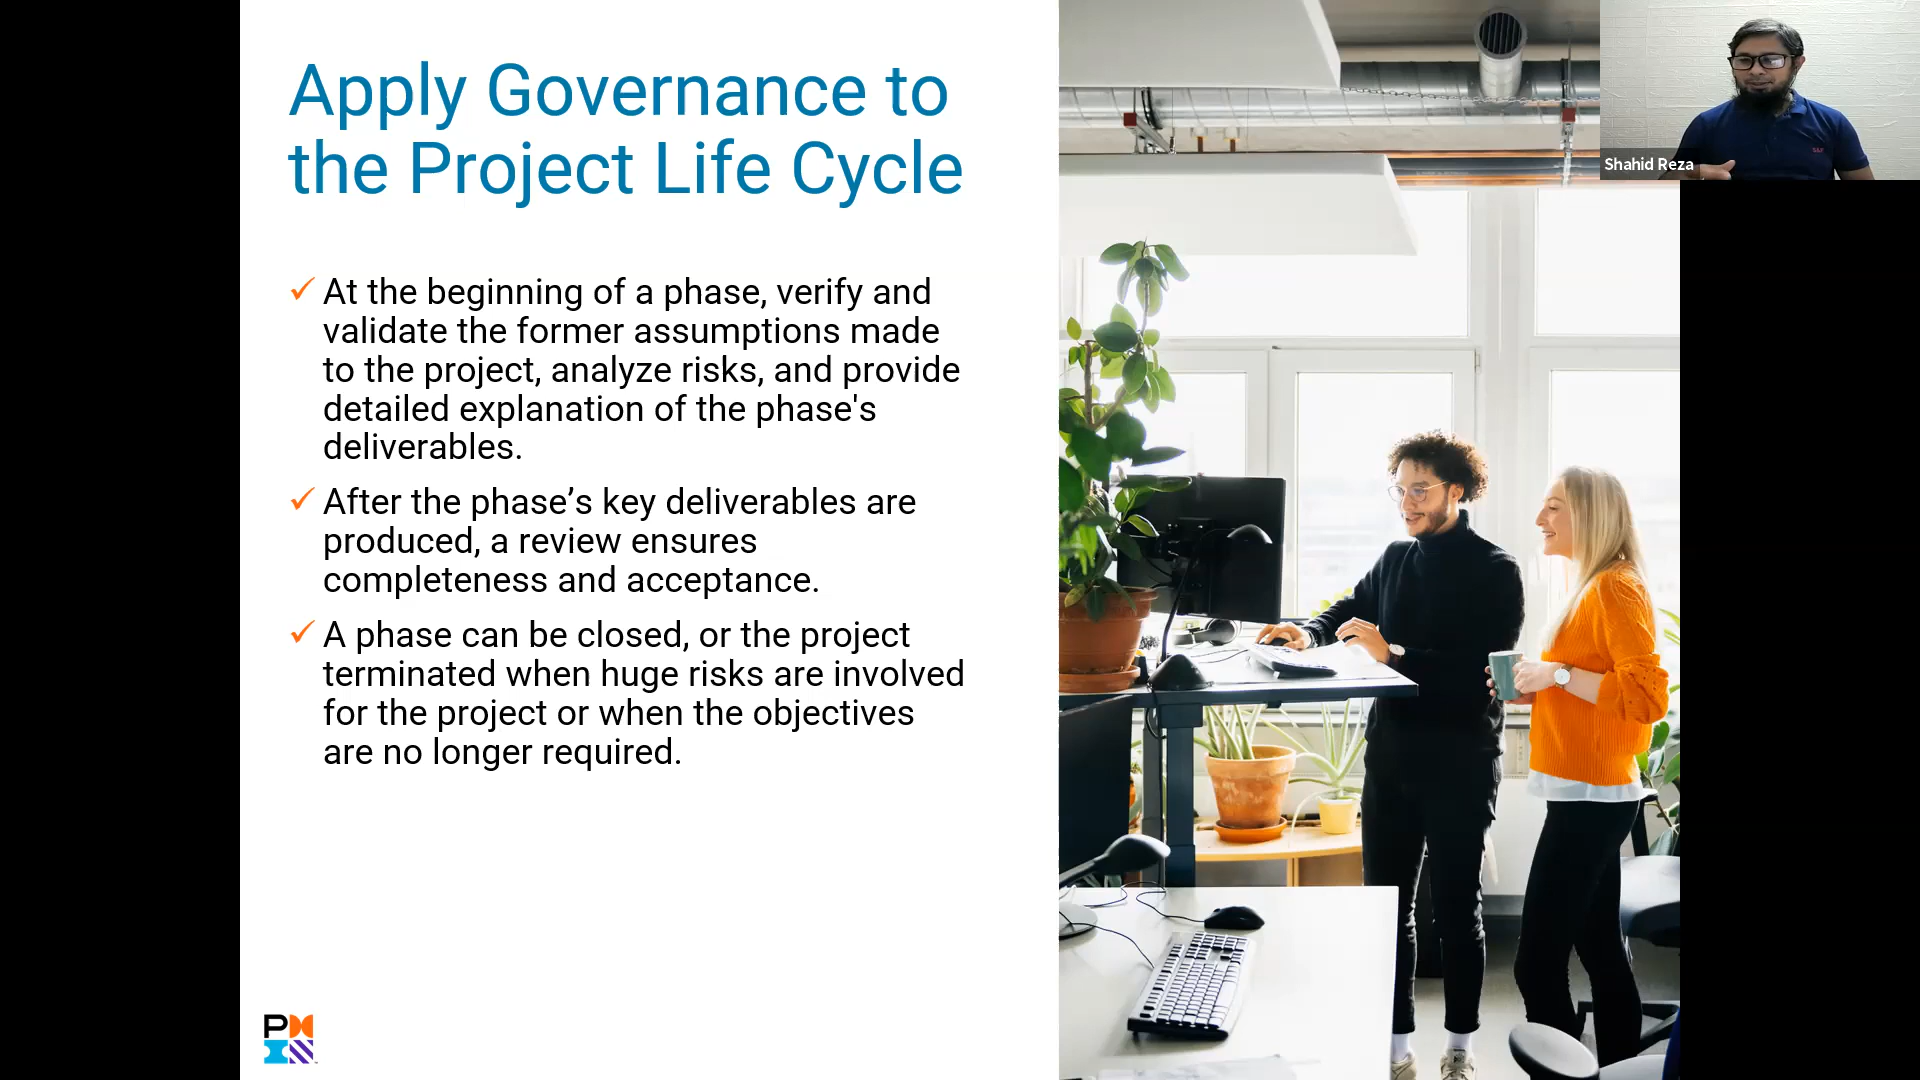 Apply Governance to
the Project Life Cycle
At the beginning of a phase, verify and
validate the former assumptions made
to the project, analyze risks, and provide
detailed explanation of the phase's
deliverables.
After the phase’s key deliverables are
produced, a review ensures
completeness and acceptance.
A phase can be closed, or the project
terminated when huge risks are involved
for the project or when the objectives
are no longer required.
Shahid Reza